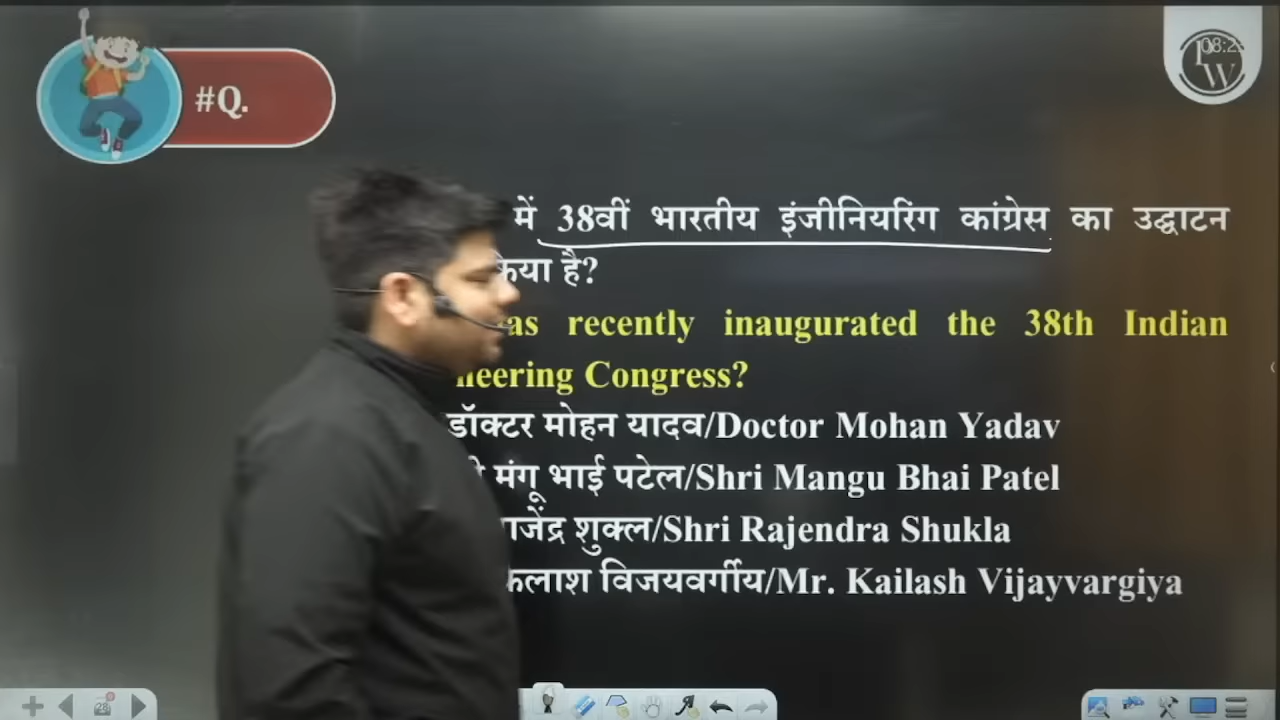 #Q.
में 38वीं भारतीय इंजीनियरिंग कांग्रेस का उद्घाटन
है?
recently inaugurated the 38th Indian
Congress?
डॉक्टर मोहन यादव/Doctor Mohan Yadav
मंगू भाई पटेल/Shri Mangu Bhai Patel
शुक्ल/Shri Rajendra Shukla
विजयवर्गीय/Mr. Kailash Vijayvargiya
28